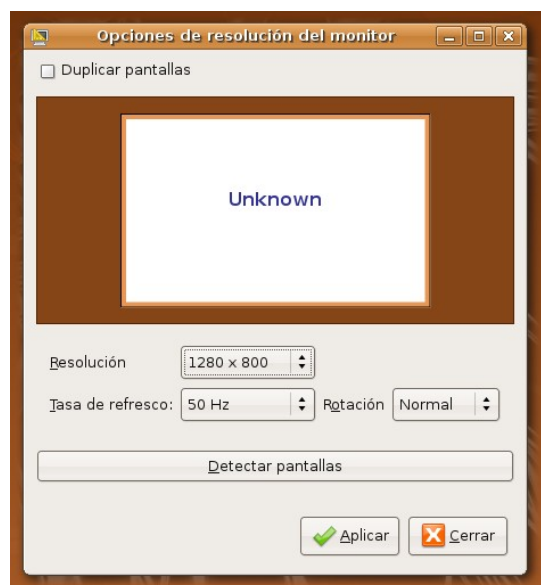 Opciones de resolución del monitor
Duplicar pantallas
Unknown
Resolución 1280 × 800
Tasa de refresco: 50 Hz Rotación Normal
Detectar pantallas
Aplicar Cerrar